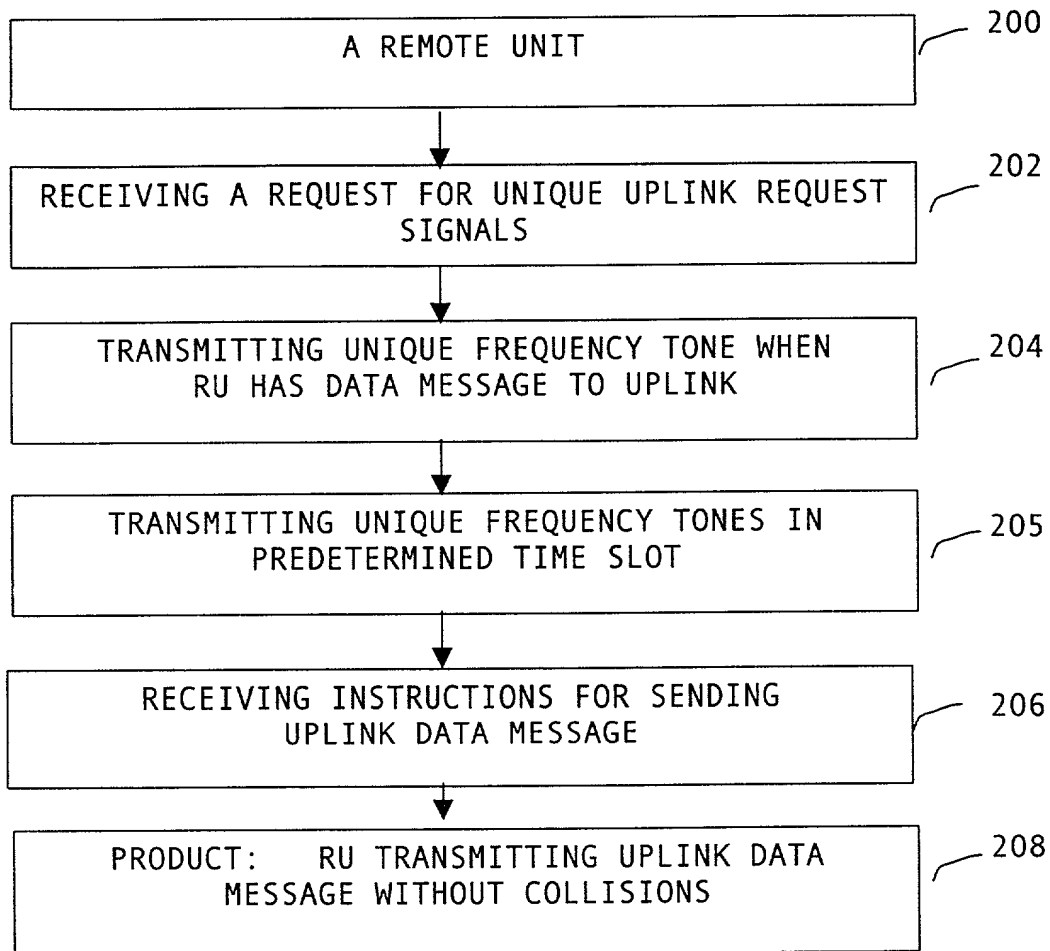 200
A REMOTE UNIT
202
RECEIVING A REQUEST FOR UNIQUE UPLINK REQUEST
SIGNALS
204
TRANSMITTING UNIQUE FREQUENCY TONE WHEN
RU HAS DATA MESSAGE TO UPLINK
205
TRANSMITTING UNIQUE FREQUENCY TONES IN
PREDETERMINED TIME SLOT
206
RECEIVING INSTRUCTIONS FOR SENDING
UPLINK DATA MESSAGE
208
PRODUCT: RU TRANSMITTING UPLINK DATA
MESSAGE WITHOUT COLLISIONS